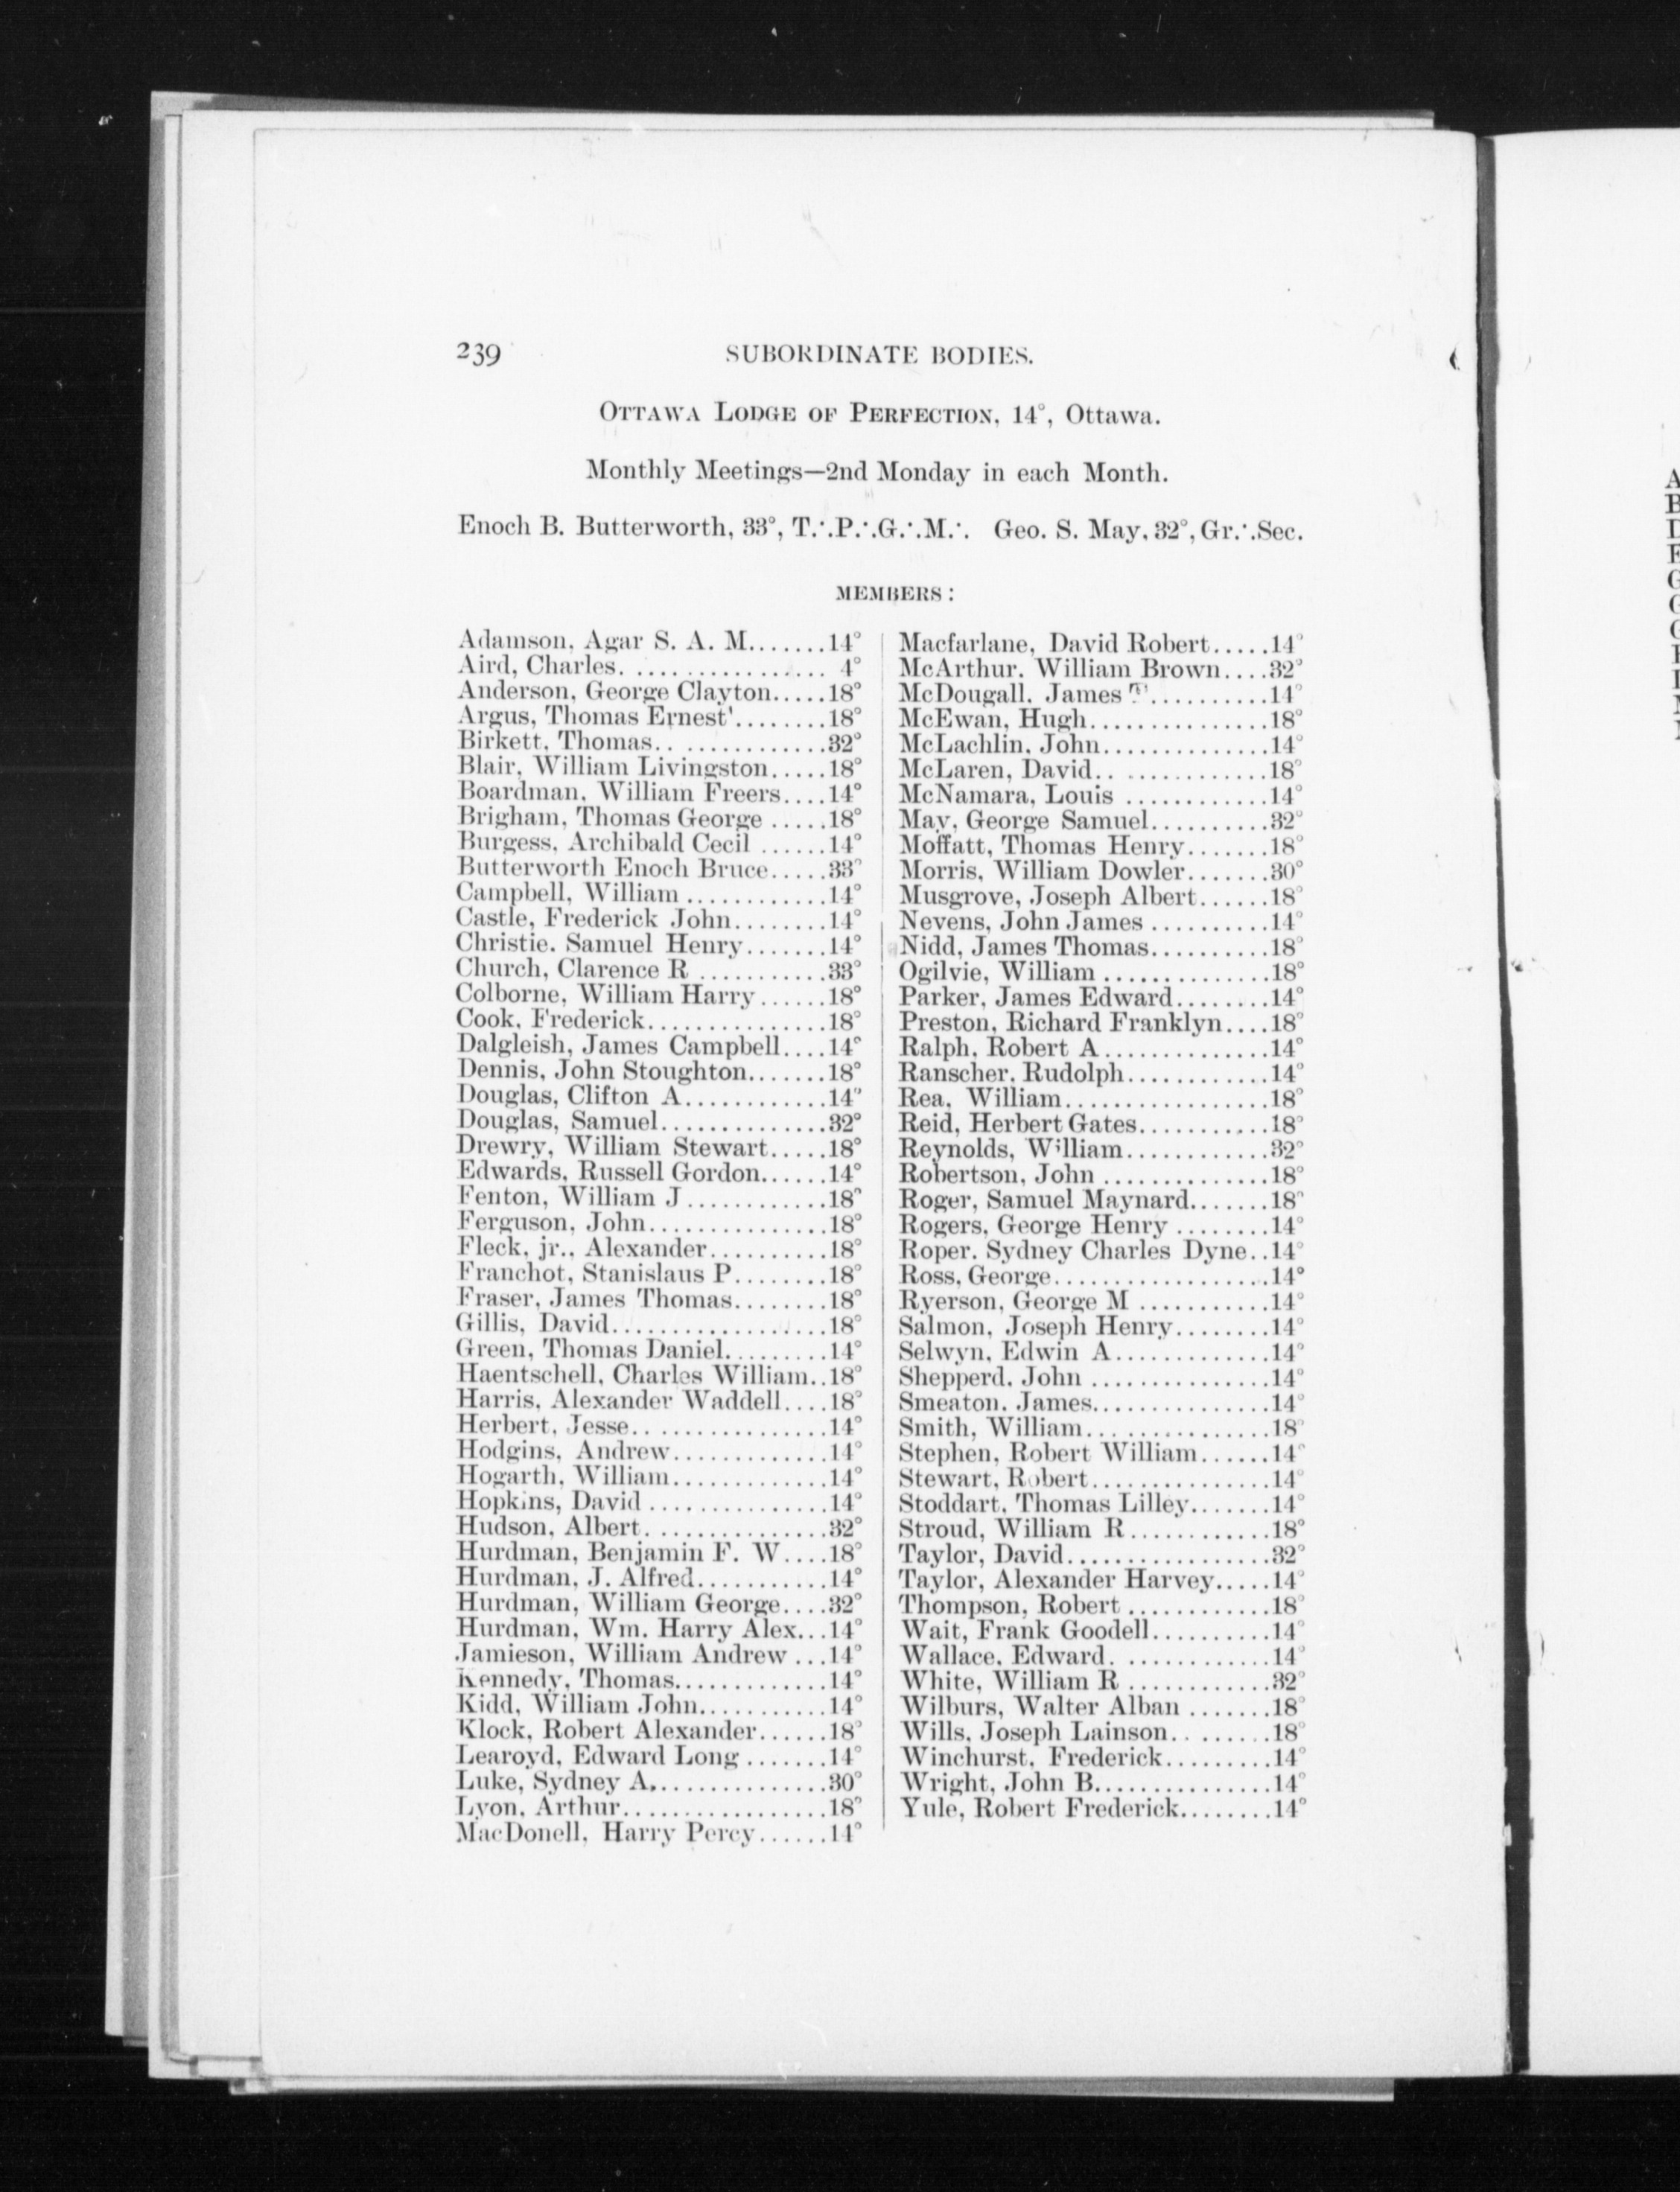 239 SUBORDINATE BODIES.
OTTAWA LODGE OF PERFECTION, 14°, Ottawa.
Monthly Meetings—2nd Monday in each Month.
Enoch B. Butterworth, 33°, T.∴P.∴G.∴M.∴ Geo. S. May, 32°, Gr.∴Sec.
MEMBERS:
Adamson, Agar S. A. M.......14°
Aird, Charles. ................ 4°
Anderson, George Clayton.....18°
Argus, Thomas Ernest'........18°
Birkett, Thomas.. .............32°
Blair, William Livingston.....18°
Boardman, William Freers....14°
Brigham, Thomas George .....18°
Burgess, Archibald Cecil ......14°
Butterworth Enoch Bruce.....33°
Campbell, William ............14°
Castle, Frederick John........14°
Christie. Samuel Henry.......14°
Church, Clarence R ...........33°
Colborne, William Harry......18°
Cook, Frederick...............18°
Dalgleish, James Campbell....14°
Dennis, John Stoughton.......18°
Douglas, Clifton A............14°
Douglas, Samuel..............32°
Drewry, William Stewart.....18°
Edwards, Russell Gordon......14°
Fenton, William J............18°
Ferguson, John...............18°
Fleck, jr., Alexander..........18°
Franchot, Stanislaus P........18°
Fraser, James Thomas........18°
Gillis, David..................18°
Green, Thomas Daniel.........14°
Haentschell, Charles William..18°
Harris, Alexander Waddell....18°
Herbert, Jesse.................14°
Hodgins, Andrew.............14°
Hogarth, William.............14°
Hopkins, David ...............14°
Hudson, Albert. ...............32°
Hurdman, Benjamin F. W....18°
Hurdman, J. Alfred...........14°
Hurdman, William George....32°
Hurdman, Wm. Harry Alex...14°
Jamieson, William Andrew ...14°
Kennedy, Thomas.............14°
Kidd, William John...........14°
Klock, Robert Alexander......18°
Learoyd, Edward Long .......14°
Luke, Sydney A...............30°
Lyon, Arthur.................18°
MacDonell, Harry Percy......14°
Macfarlane, David Robert.....14°
McArthur. William Brown....32°
McDougall. James ...........14°
McEwan, Hugh...............18°
McLachlin, John..............14°
McLaren, David.. .............18°
McNamara, Louis ............14°
May, George Samuel..........32°
Moffatt, Thomas Henry.......18°
Morris, William Dowler.......30°
Musgrove, Joseph Albert......18°
Nevens, John James ..........14°
Nidd, James Thomas..........18°
Ogilvie, William ..............18°
Parker, James Edward........14°
Preston, Richard Franklyn....18°
Ralph, Robert A..............14°
Ranscher. Rudolph............14°
Rea, William.................18°
Reid, Herbert Gates...........18°
Reynolds, William............32°
Robertson, John ..............18°
Roger, Samuel Maynard.......18°
Rogers, George Henry ........14°
Roper. Sydney Charles Dyne..14°
Ross, George..................14°
Ryerson, George M ...........14°
Salmon, Joseph Henry........14°
Selwyn, Edwin A.............14°
Shepperd, John ...............14°
Smeaton. James...............14°
Smith, William................18°
Stephen, Robert William......14°
Stewart, Robert...............14°
Stoddart, Thomas Lilley.......14°
Stroud, William R............18°
Taylor, David.................32°
Taylor, Alexander Harvey.....14°
Thompson, Robert ............18°
Wait, Frank Goodell..........14°
Wallace, Edward. ............14°
White, William R ............32°
Wilburs, Walter Alban .......18°
Wills, Joseph Lainson.. .......18°
Winchurst, Frederick.........14°
Wright, John B...............14°
Yule, Robert Frederick........14°